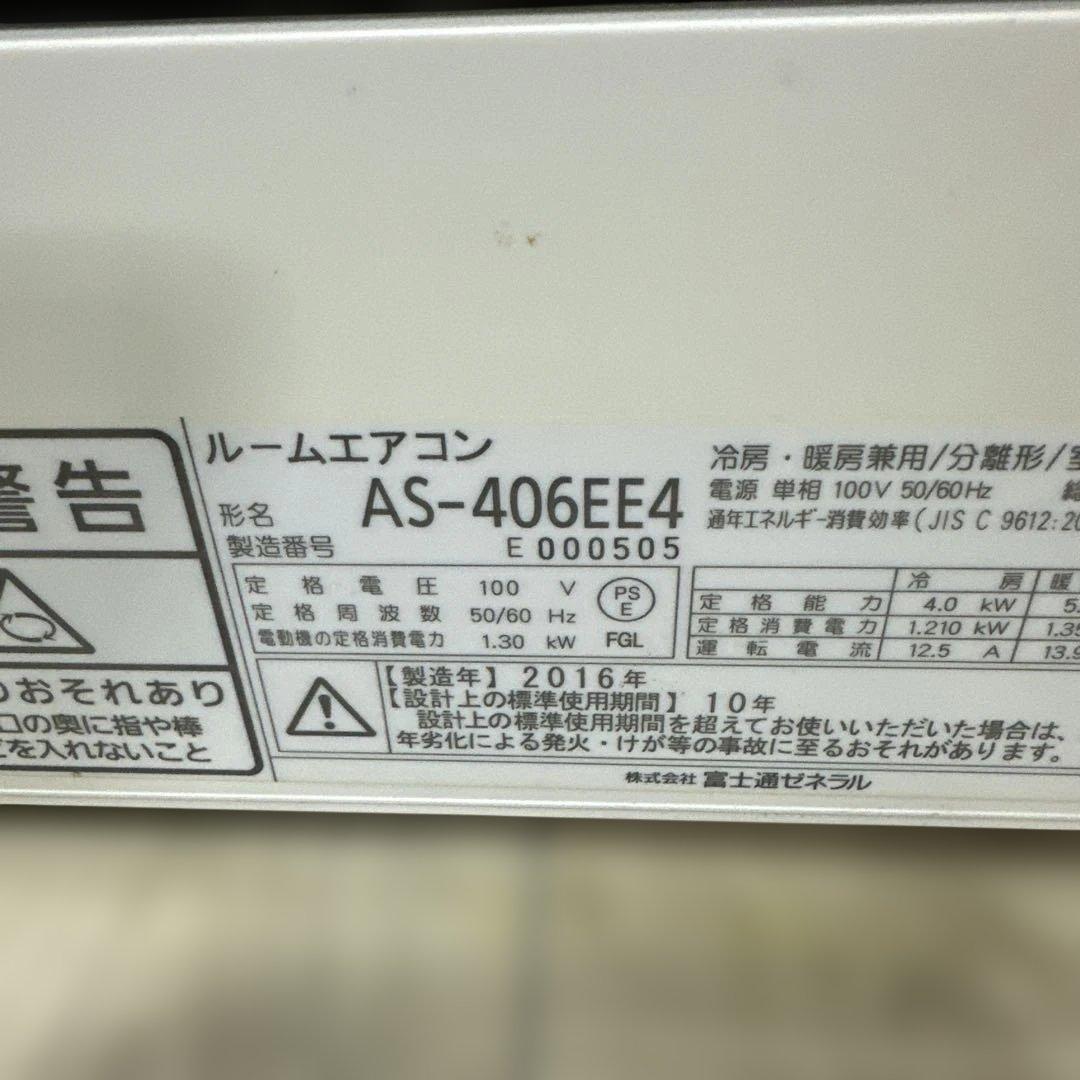 警告
のおそれあり
口の奥に指や棒
を入れないこと
ルームエアコン
形名 AS-406EE4
製造番号 E 000505
定格電圧 100 V
定格周波数 50/60 Hz
電動機の定格消費電力 1.30 kW
PS
E
FGL
冷房・暖房兼用/分離形/
電源 単相 100V 50/60Hz
通年エネルギー消費効率(JIS C 9612:20
冷房 暖
定格能力 4.0 kW 5.
定格消費電力 1.210 kW 1.39
運転電流 12.5 A 13.9
【製造年】 2016年
【設計上の標準使用期間】 10年
設計上の標準使用期間を超えてお使いいただいた場合は、
年劣化による発火・けが等の事故に至るおそれがあります。
株式会社 富士通ゼネラル